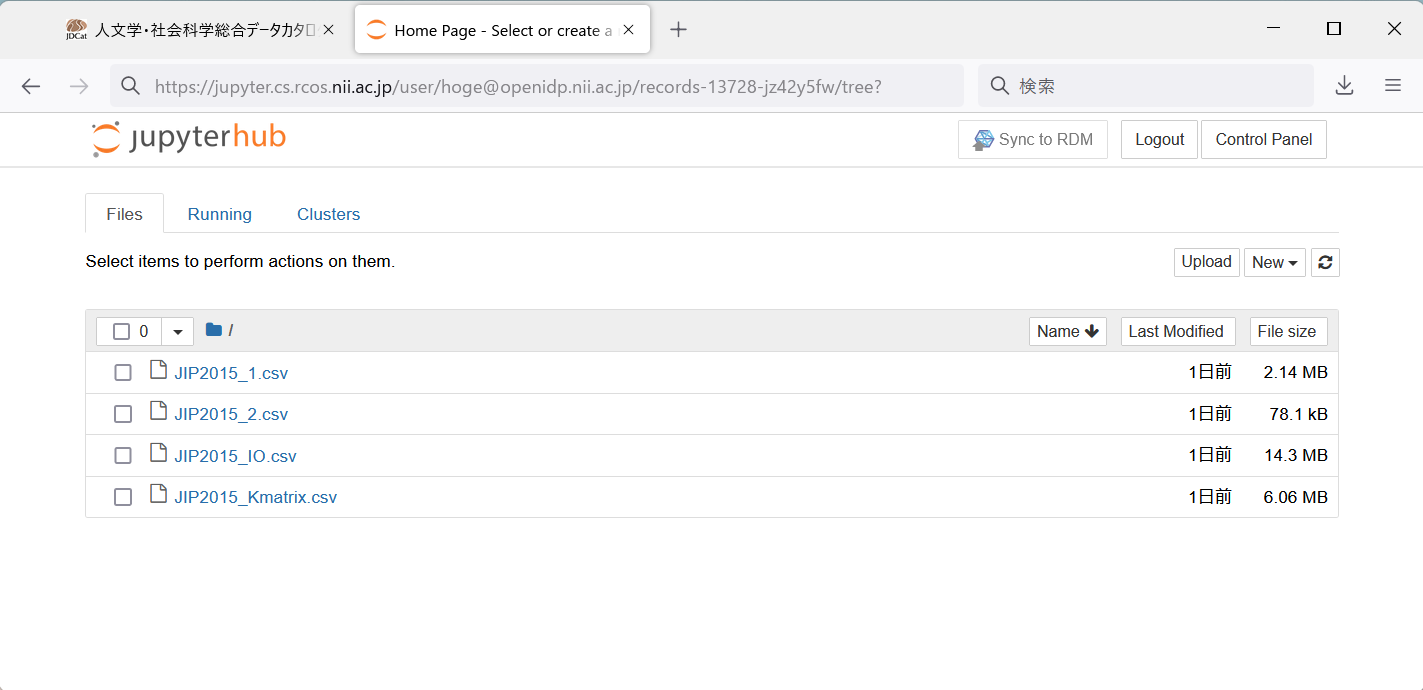 JDCat 人文学・社会科学総合データカタロ
Home Page - Select or create a
https://jupyter.cs.rcos.nii.ac.jp/user/hoge@openidp.nii.ac.jp/records-13728-jz42y5fw/tree?
検索
jupyterhub
Sync to RDM
Logout
Control Panel
Files
Running
Clusters
Select items to perform actions on them.
Upload
New
0
/
Name
Last Modified
File size
JIP2015_1.csv 1日前 2.14 MB
JIP2015_2.csv 1日前 78.1 kB
JIP2015_IO.csv 1日前 14.3 MB
JIP2015_Kmatrix.csv 1日前 6.06 MB